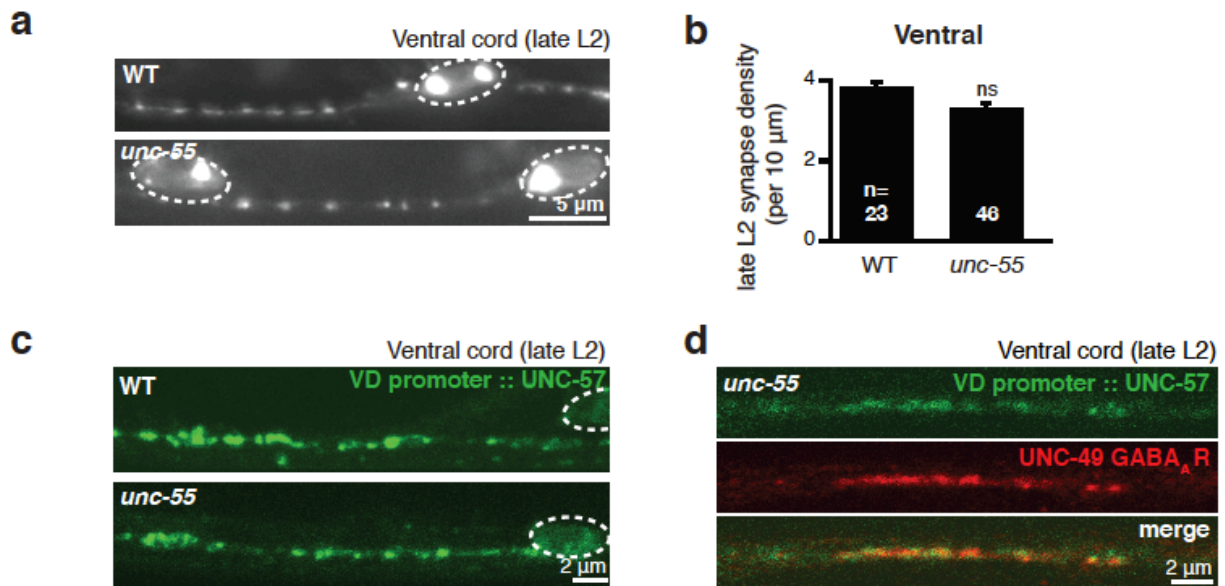 a
Ventral cord (late L2)
WT
unc-55
5 µm
b
Ventral
late L2 synapse density
(per 10 µm)
4
2
0
ns
n=
23
46
WT
unc-55
c
Ventral cord (late L2)
WT
VD promoter :: UNC-57
unc-55
2 µm
d
Ventral cord (late L2)
unc-55
VD promoter :: UNC-57
UNC-49 GABA_AR
merge
2 µm